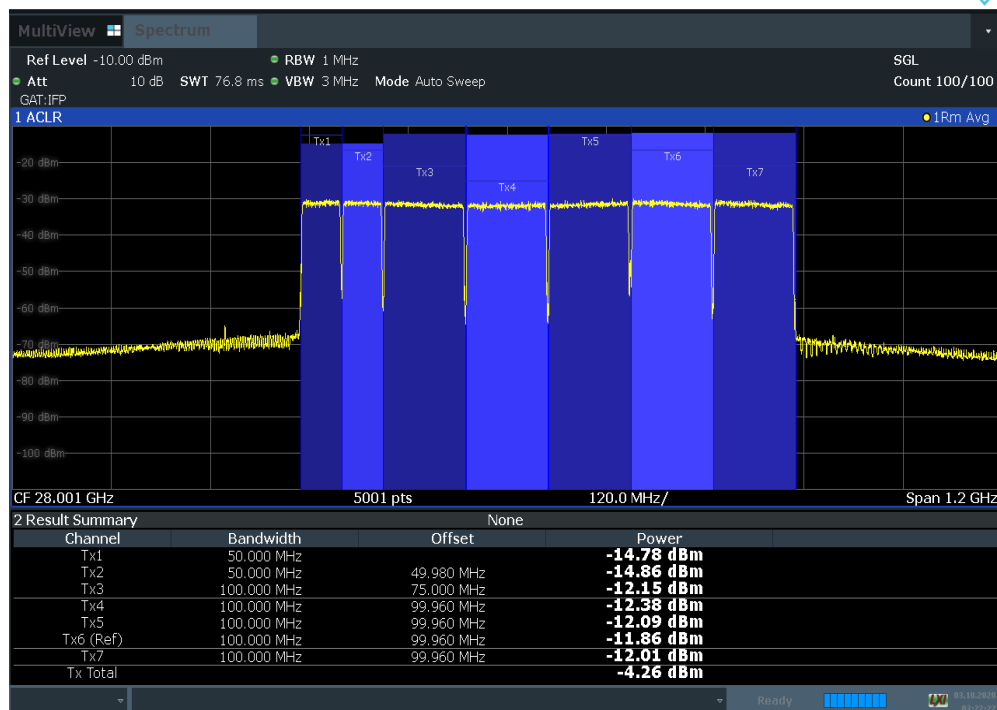 MultiView Spectrum
Ref Level -10.00 dBm RBW 1 MHz SGL
Att 10 dB SWT 76.8 ms VBW 3 MHz Mode Auto Sweep Count 100/100
GAT:IFP
1 ACLR 1Rm Avg
Tx1 Tx5
Tx2 Tx6
-20 dBm
Tx3 Tx7
Tx4
-30 dBm
-40 dBm
-50 dBm
-60 dBm
-70 dBm
-80 dBm
-90 dBm
-100 dBm
CF 28.001 GHz 5001 pts 120.0 MHz/ Span 1.2 GHz
2 Result Summary None
Channel Bandwidth Offset Power
Tx1 50.000 MHz -14.78 dBm
Tx2 50.000 MHz 49.980 MHz -14.86 dBm
Tx3 100.000 MHz 75.000 MHz -12.15 dBm
Tx4 100.000 MHz 99.960 MHz -12.38 dBm
Tx5 100.000 MHz 99.960 MHz -12.09 dBm
Tx6 (Ref) 100.000 MHz 99.960 MHz -11.86 dBm
Tx7 100.000 MHz 99.960 MHz -12.01 dBm
Tx Total -4.26 dBm
Ready 03.10.2020